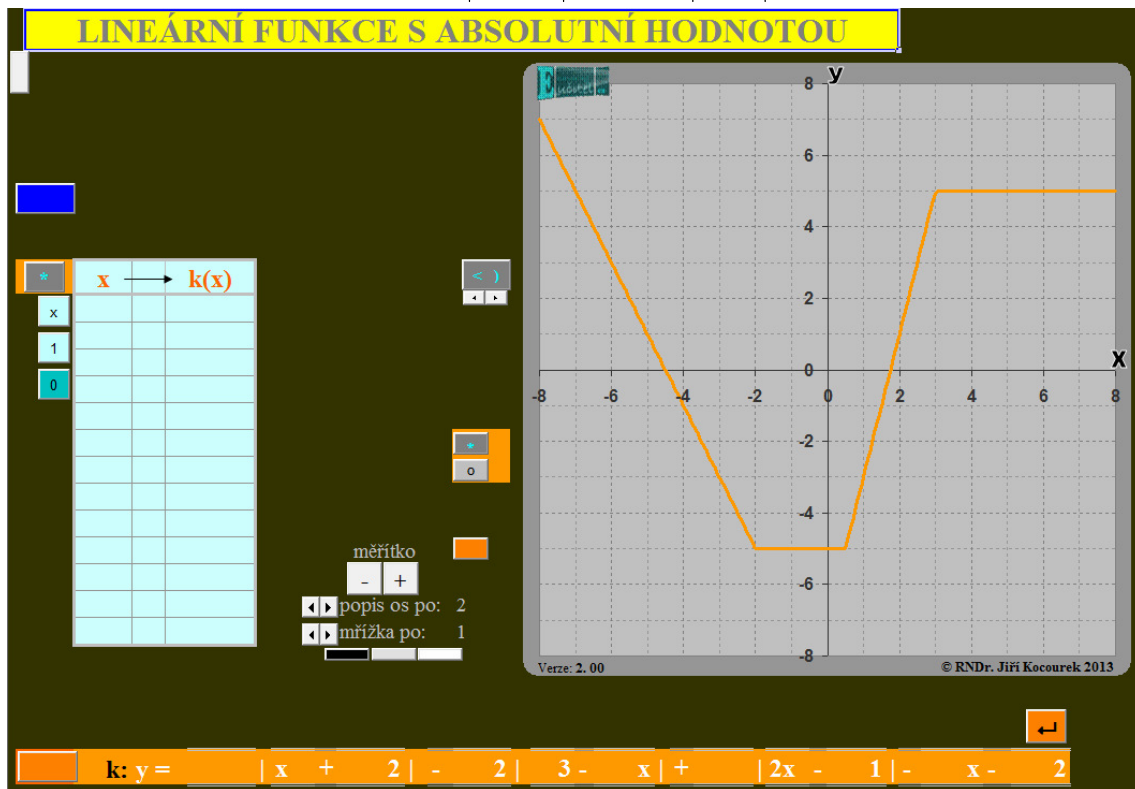 LINEÁRNÍ FUNKCE S ABSOLUTNÍ HODNOTOU
y
8
6
4
2
0
-2
-4
-6
-8
-8 -6 -4 -2 0 2 4 6 8
x
* x → k(x)
x
1
0
< )
*
o
měřítko
- +
popis os po: 2
mřížka po: 1
Verze: 2. 00
© RNDr. Jiří Kocourek 2013
k: y = | x + 2 | - 2 | 3 - x | + | 2x - 1 | - x - 2